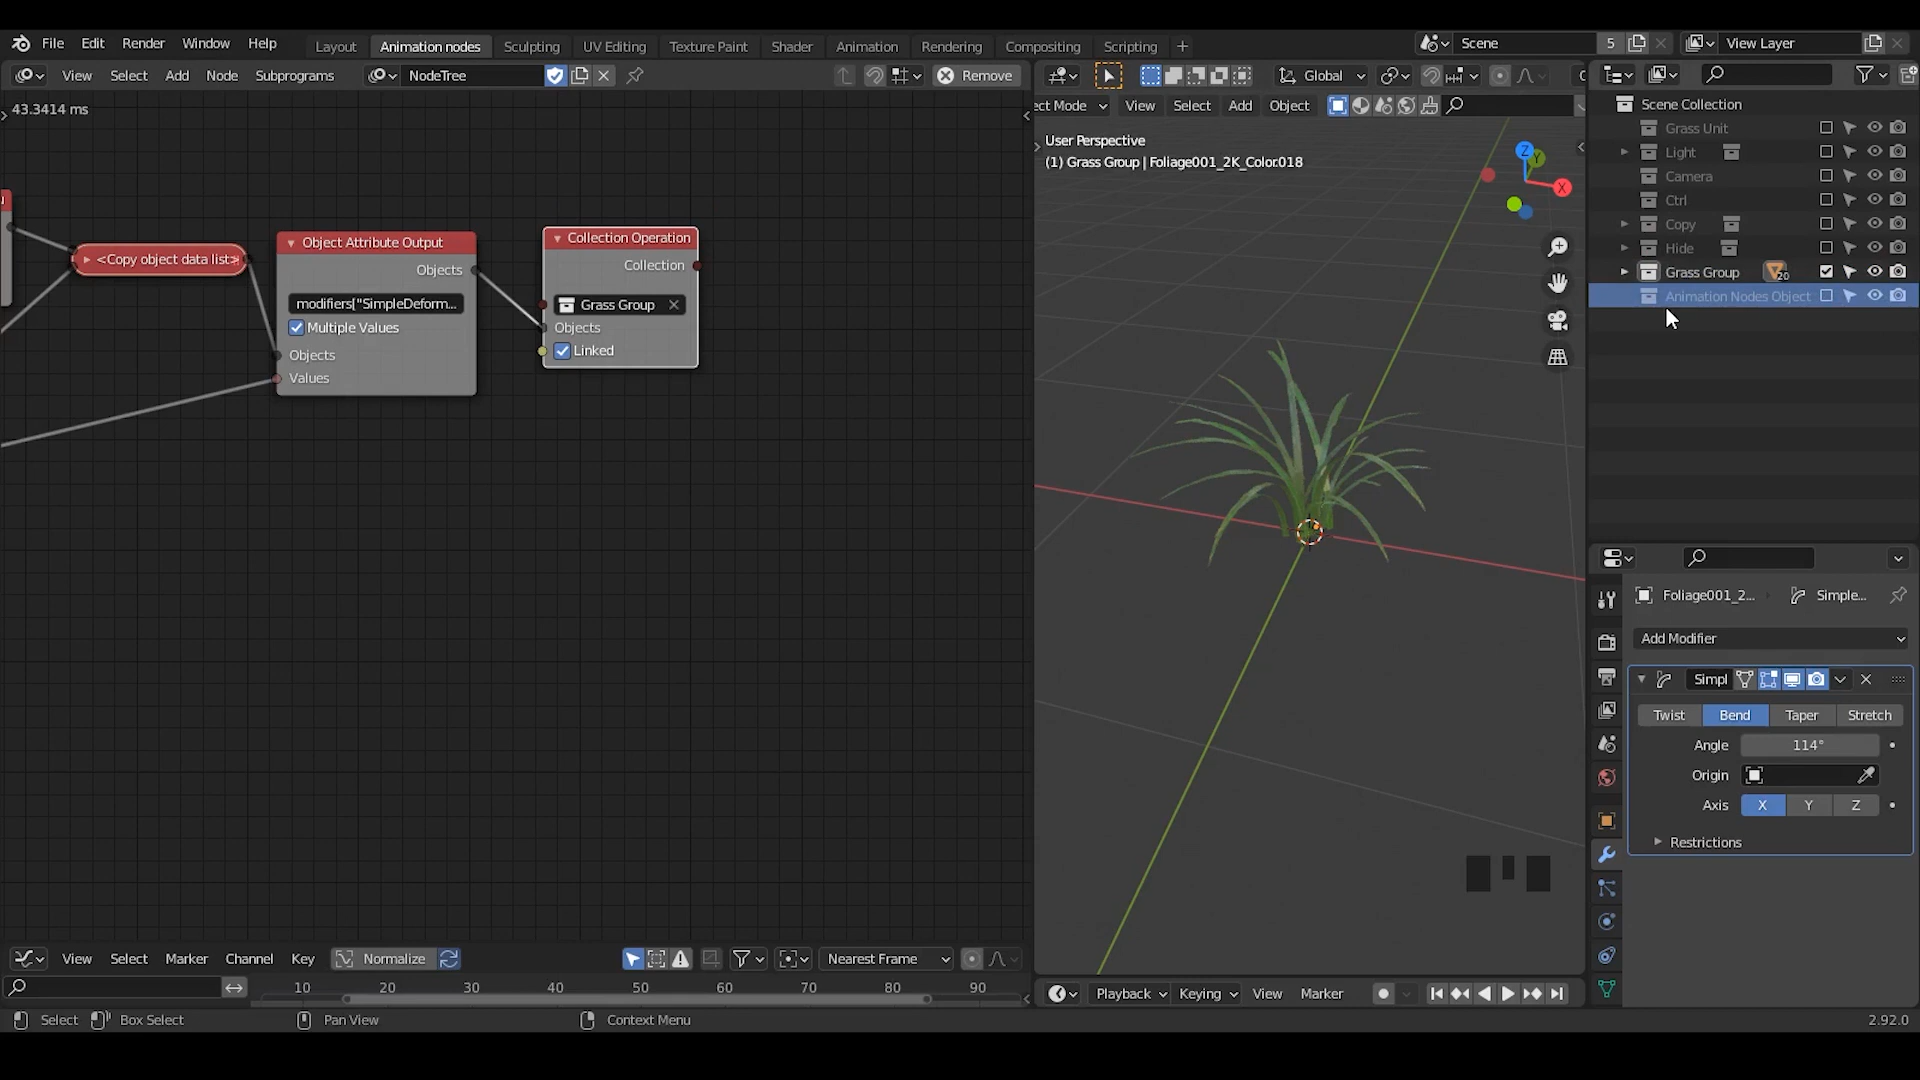 File Edit Render Window Help Layout Animation nodes Sculpting UV Editing Texture Paint Shader Animation Rendering Compositing Scripting Scene 5 View Layer
View Select Add Node Subprograms NodeTree Remove Global
43.3414 ms
ect Mode View Select Add Object
User Perspective
(1) Grass Group | Foliage001_2K_Color.018
Z
Y
X
<Copy object data list>
Object Attribute Output
Objects
modifiers["SimpleDeform...
Multiple Values
Objects
Values
Collection Operation
Collection
Grass Group
Objects
Linked
Scene Collection
Grass Unit
Light
Camera
Ctrl
Copy
Hide
Grass Group 20
Animation Nodes Object
Foliage001_2... Simple...
Add Modifier
Simpl
Twist Bend Taper Stretch
Angle 114°
Origin
Axis X Y Z
Restrictions
View Select Marker Channel Key Normalize Nearest Frame
10 20 30 40 50 60 70 80 90
Playback Keying View Marker
Select Box Select Pan View Context Menu 2.92.0